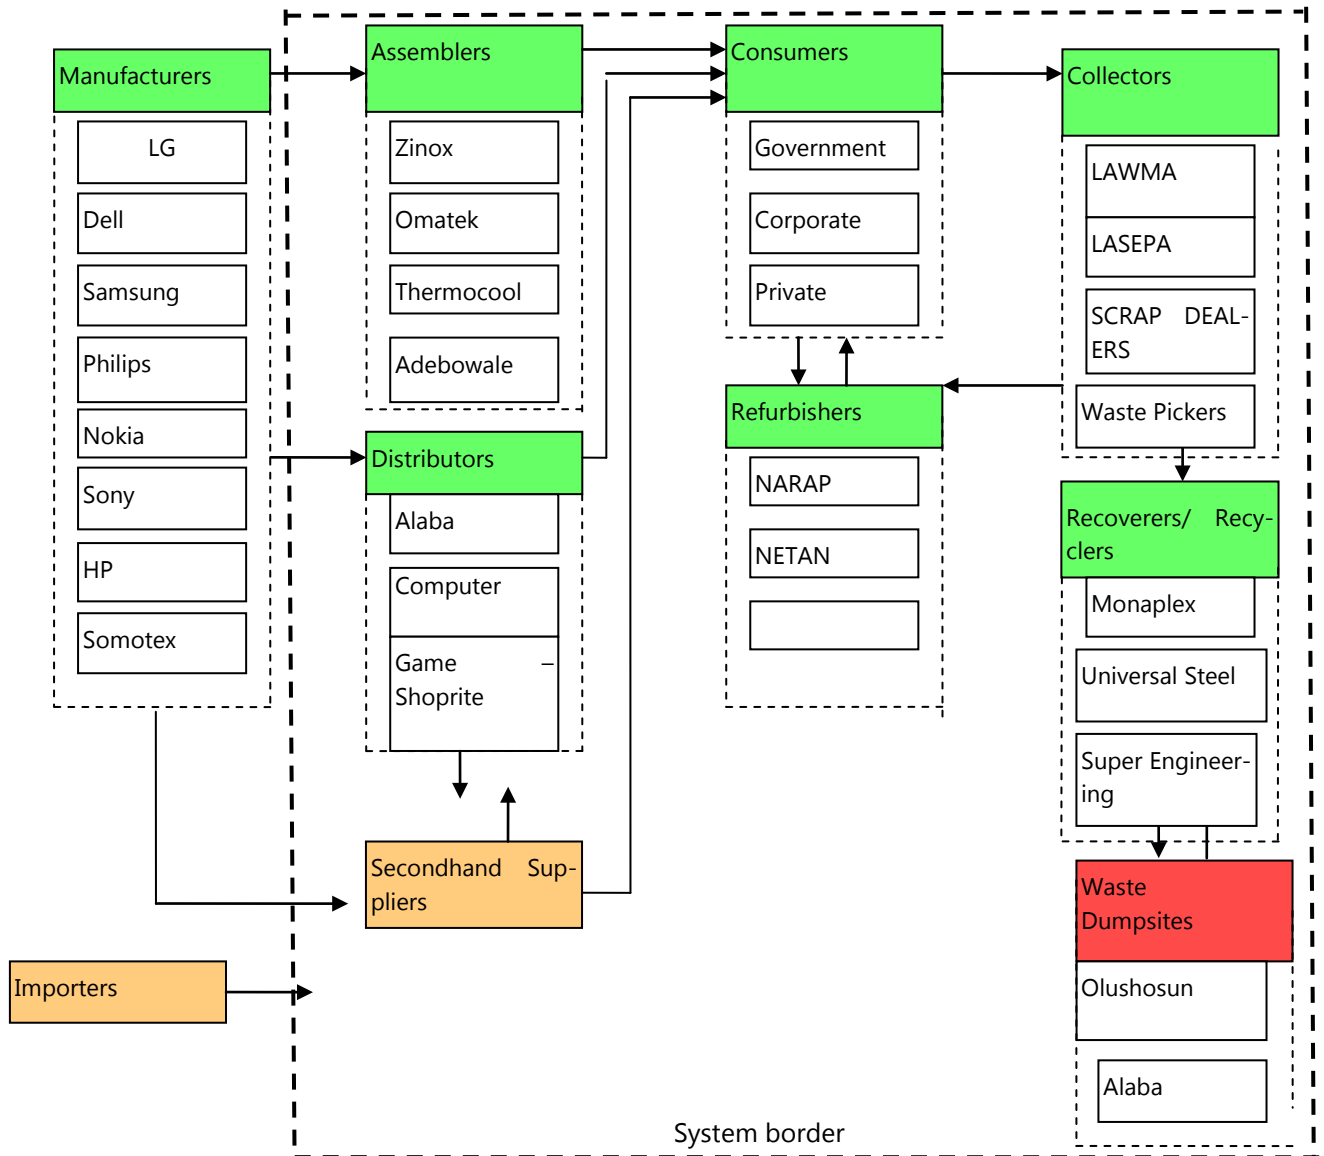 Manufacturers
LG
Dell
Samsung
Philips
Nokia
Sony
HP
Somotex
Importers
Assemblers
Zinox
Omatek
Thermocool
Adebowale
Distributors
Alaba
Computer
Game –
Shoprite
Secondhand Sup-
pliers
Consumers
Government
Corporate
Private
Refurbishers
NARAP
NETAN
Collectors
LAWMA
LASEPA
SCRAP DEAL-
ERS
Waste Pickers
Recoverers/ Recy-
clers
Monaplex
Universal Steel
Super Engineer-
ing
Waste
Dumpsites
Olushosun
Alaba
System border